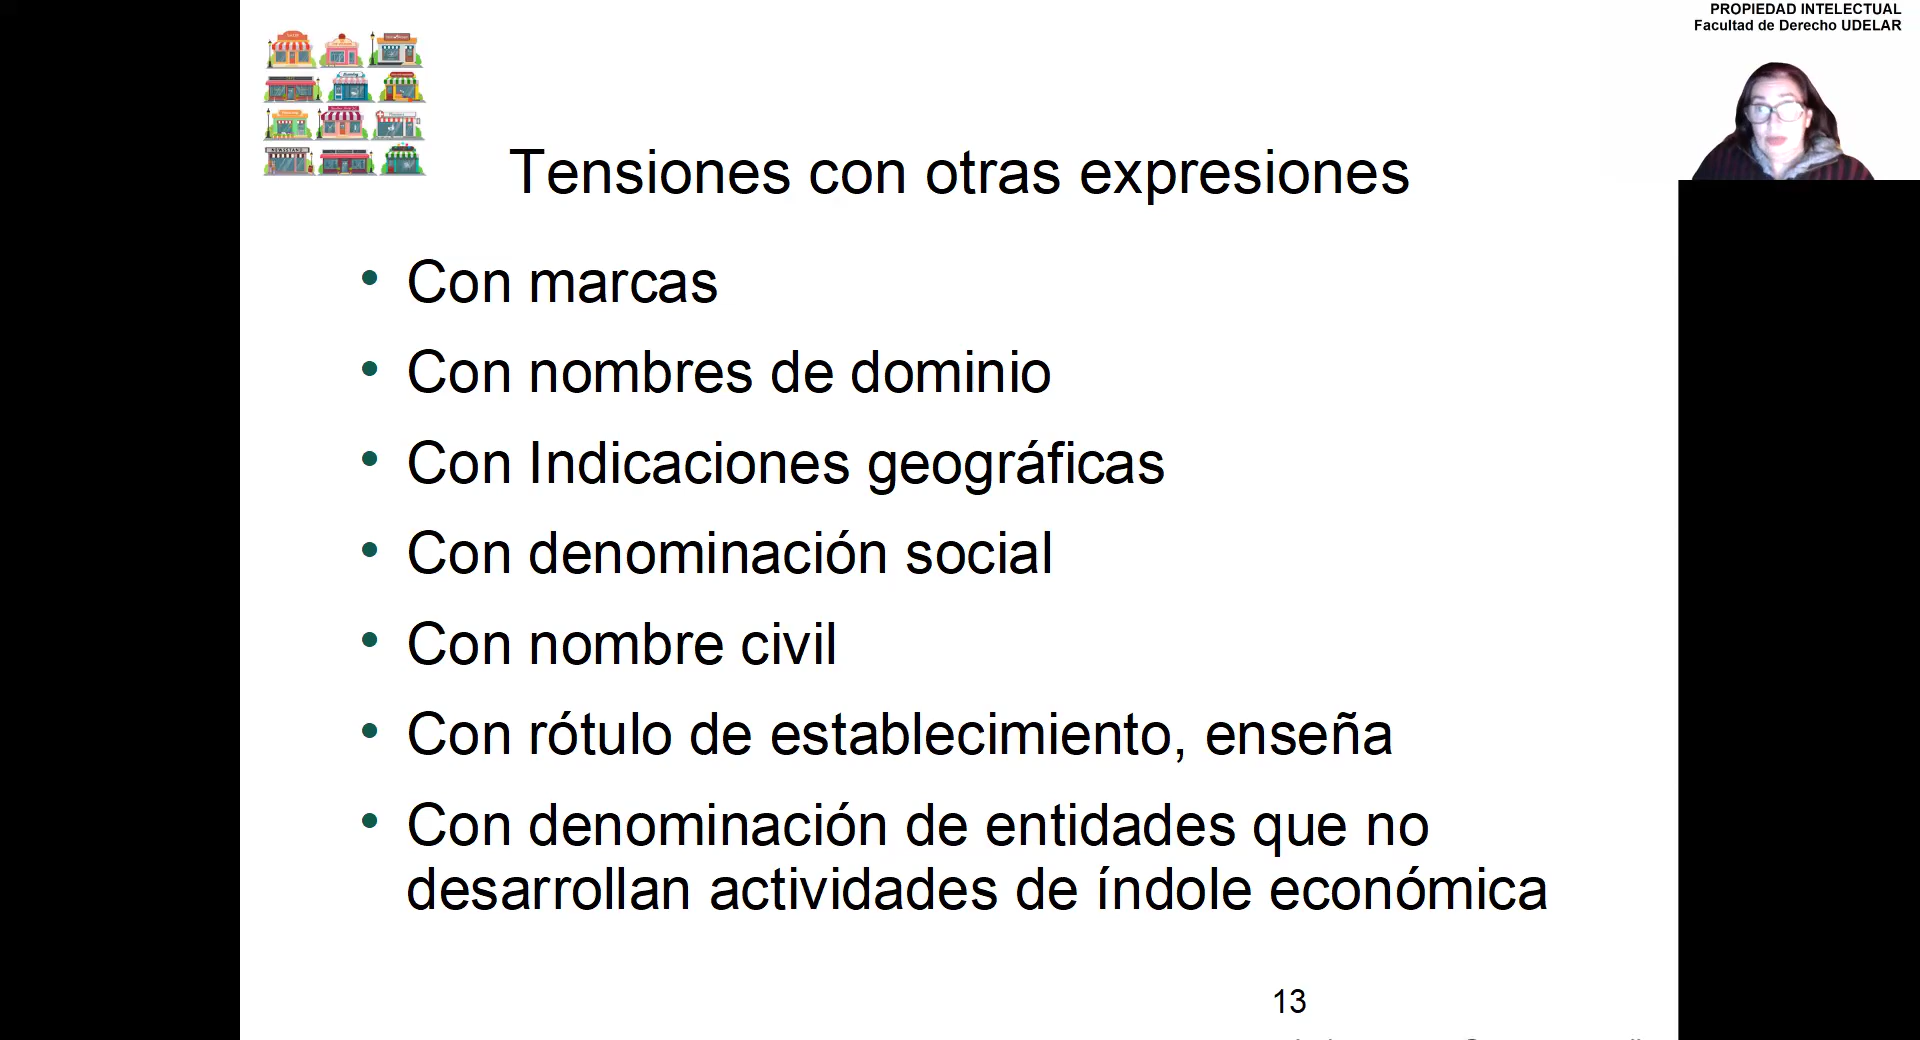 PROPIEDAD INTELECTUAL
Facultad de Derecho UDELAR
NEWSSTAND
Tensiones con otras expresiones
• Con marcas
• Con nombres de dominio
• Con Indicaciones geográficas
• Con denominación social
• Con nombre civil
• Con rótulo de establecimiento, enseña
• Con denominación de entidades que no
desarrollan actividades de índole económica
13